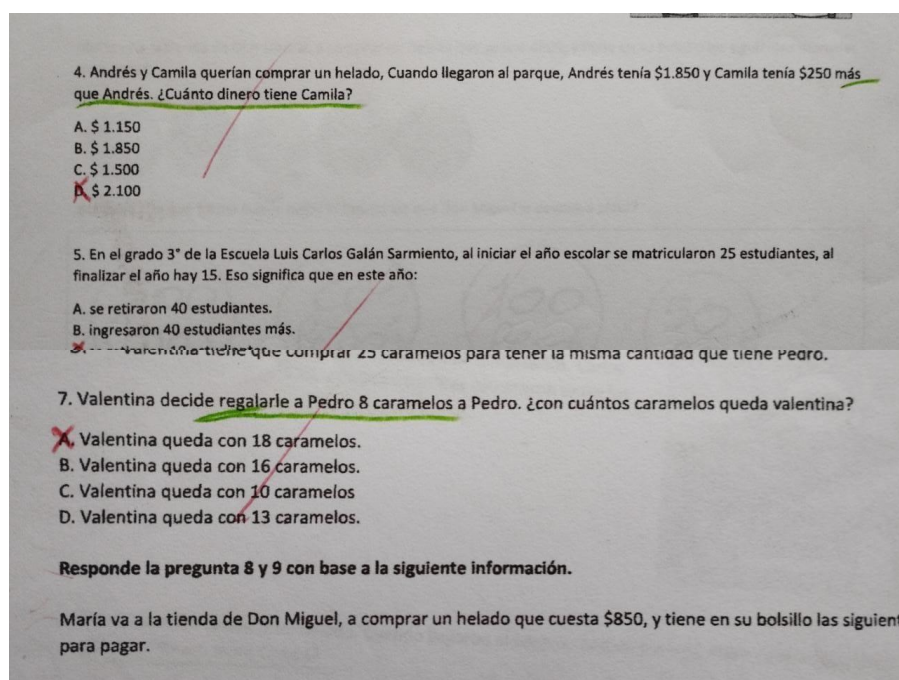 4. Andrés y Camila querían comprar un helado, Cuando llegaron al parque, Andrés tenía $1.850 y Camila tenía $250 más
que Andrés. ¿Cuánto dinero tiene Camila?
A. $ 1.150
B. $ 1.850
C. $ 1.500
D. $ 2.100
5. En el grado 3° de la Escuela Luis Carlos Galán Sarmiento, al iniciar el año escolar se matricularon 25 estudiantes, al
finalizar el año hay 15. Eso significa que en este año:
A. se retiraron 40 estudiantes.
B. ingresaron 40 estudiantes más.
que comprar 25 caramelos para tener la misma cantidad que tiene Pedro.
7. Valentina decide regalarle a Pedro 8 caramelos a Pedro. ¿con cuántos caramelos queda valentina?
A. Valentina queda con 18 caramelos.
B. Valentina queda con 16 caramelos.
C. Valentina queda con 10 caramelos
D. Valentina queda con 13 caramelos.
Responde la pregunta 8 y 9 con base a la siguiente información.
María va a la tienda de Don Miguel, a comprar un helado que cuesta $850, y tiene en su bolsillo las siguient
para pagar.